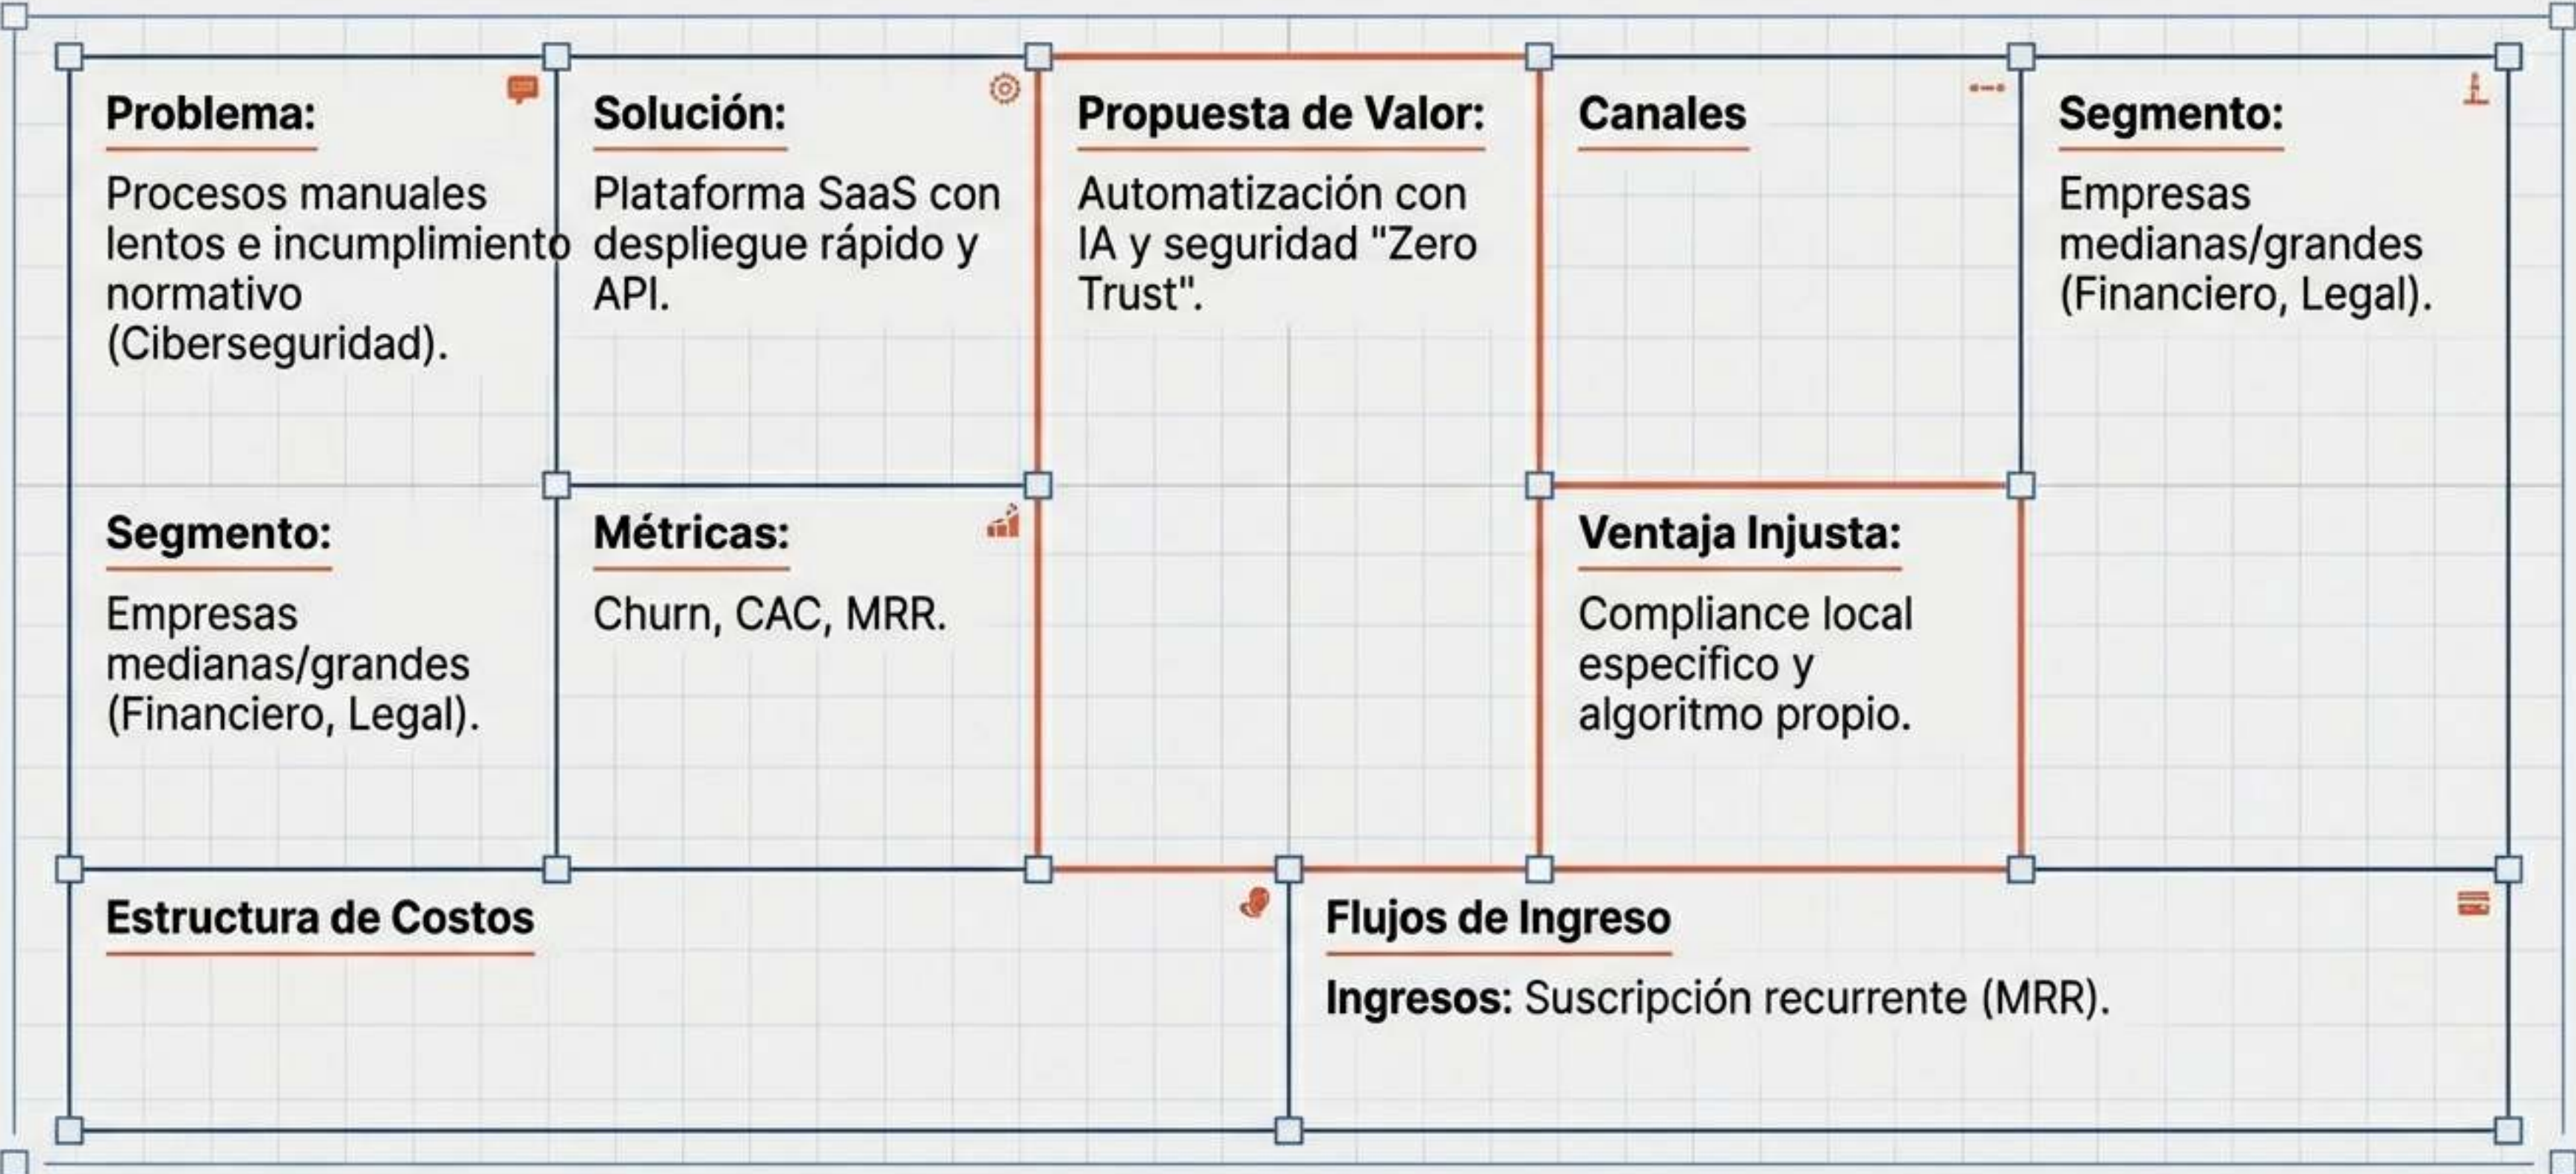 Problema:
Procesos manuales
lentos e incumplimiento
normativo
(Ciberseguridad).
Segmento:
Empresas
medianas/grandes
(Financiero, Legal).
Solución:
Plataforma SaaS con
despliegue rápido y
API.
Métricas:
Churn, CAC, MRR.
Propuesta de Valor:
Automatización con
IA y seguridad "Zero
Trust".
Canales
Ventaja Injusta:
Compliance local
específico y
algoritmo propio.
Segmento:
Empresas
medianas/grandes
(Financiero, Legal).
Estructura de Costos
Flujos de Ingreso
Ingresos: Suscripción recurrente (MRR).